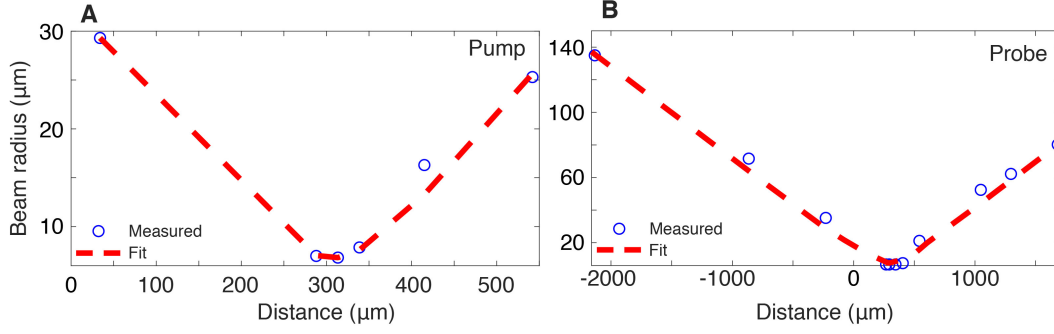 A
30
20
10
Beam radius (µm)
Pump
Measured
Fit
0 100 200 300 400 500
Distance (µm)
B
140
100
60
20
Probe
Measured
Fit
-2000 -1000 0 1000
Distance (µm)